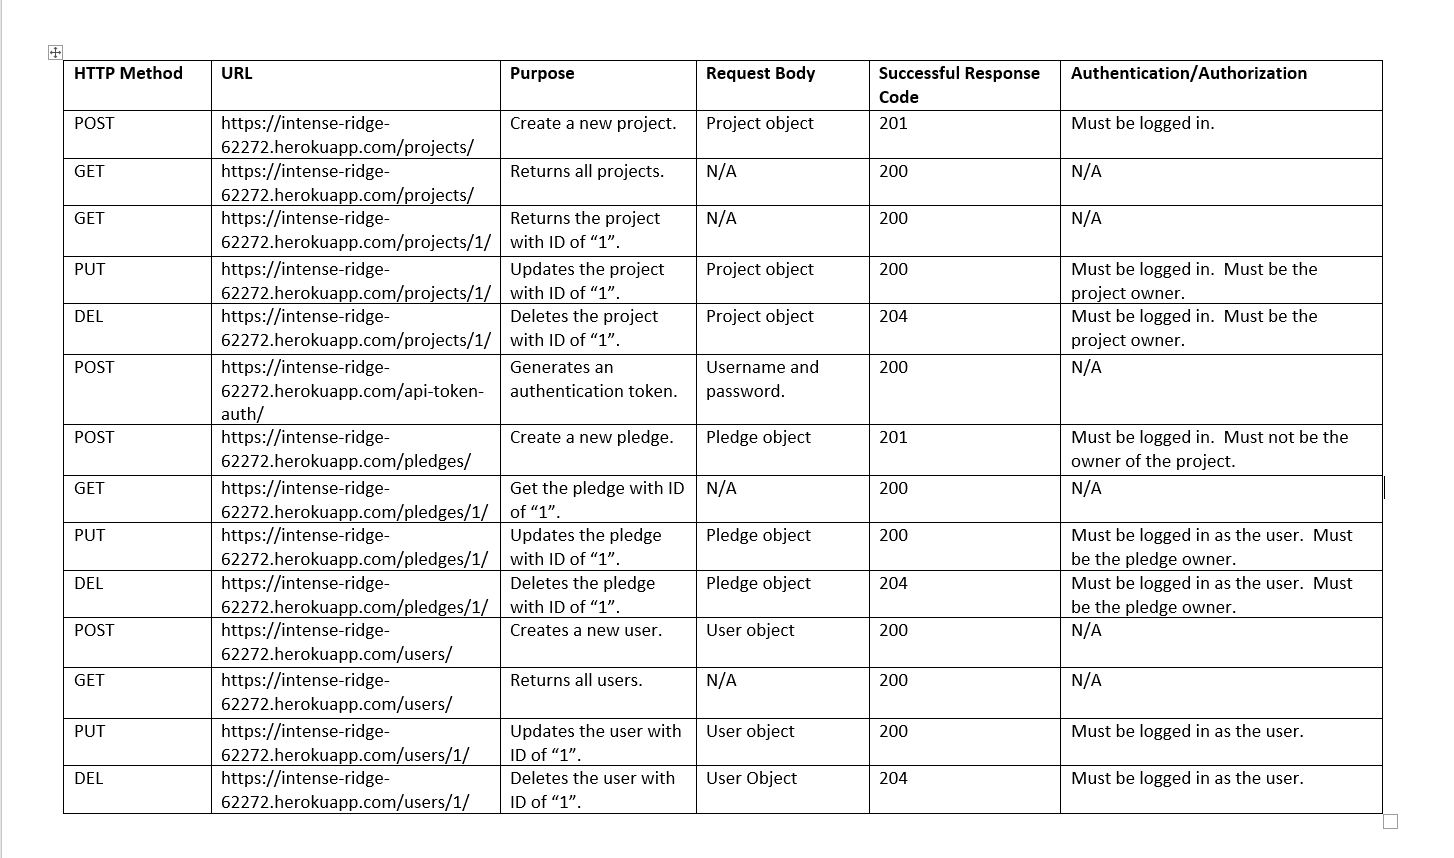 HTTP Method URL Purpose Request Body Successful Response Authentication/Authorization
Code
POST https://intense-ridge- Create a new project. Project object 201 Must be logged in.
62272.herokuapp.com/projects/
GET https://intense-ridge- Returns all projects. N/A 200 N/A
62272.herokuapp.com/projects/
GET https://intense-ridge- Returns the project N/A 200 N/A
62272.herokuapp.com/projects/1/ with ID of “1”.
PUT https://intense-ridge- Updates the project Project object 200 Must be logged in.  Must be the
62272.herokuapp.com/projects/1/ with ID of “1”. project owner.
DEL https://intense-ridge- Deletes the project Project object 204 Must be logged in.  Must be the
62272.herokuapp.com/projects/1/ with ID of “1”. project owner.
POST https://intense-ridge- Generates an Username and 200 N/A
62272.herokuapp.com/api-token- authentication token. password.
auth/
POST https://intense-ridge- Create a new pledge. Pledge object 201 Must be logged in.  Must not be the
62272.herokuapp.com/pledges/ owner of the project.
GET https://intense-ridge- Get the pledge with ID N/A 200 N/A
62272.herokuapp.com/pledges/1/ of “1”.
PUT https://intense-ridge- Updates the pledge Pledge object 200 Must be logged in as the user.  Must
62272.herokuapp.com/pledges/1/ with ID of “1”. be the pledge owner.
DEL https://intense-ridge- Deletes the pledge Pledge object 204 Must be logged in as the user.  Must
62272.herokuapp.com/pledges/1/ with ID of “1”. be the pledge owner.
POST https://intense-ridge- Creates a new user. User object 200 N/A
62272.herokuapp.com/users/
GET https://intense-ridge- Returns all users. N/A 200 N/A
62272.herokuapp.com/users/
PUT https://intense-ridge- Updates the user with User object 200 Must be logged in as the user.
62272.herokuapp.com/users/1/ ID of “1”.
DEL https://intense-ridge- Deletes the user with User Object 204 Must be logged in as the user.
62272.herokuapp.com/users/1/ ID of “1”.